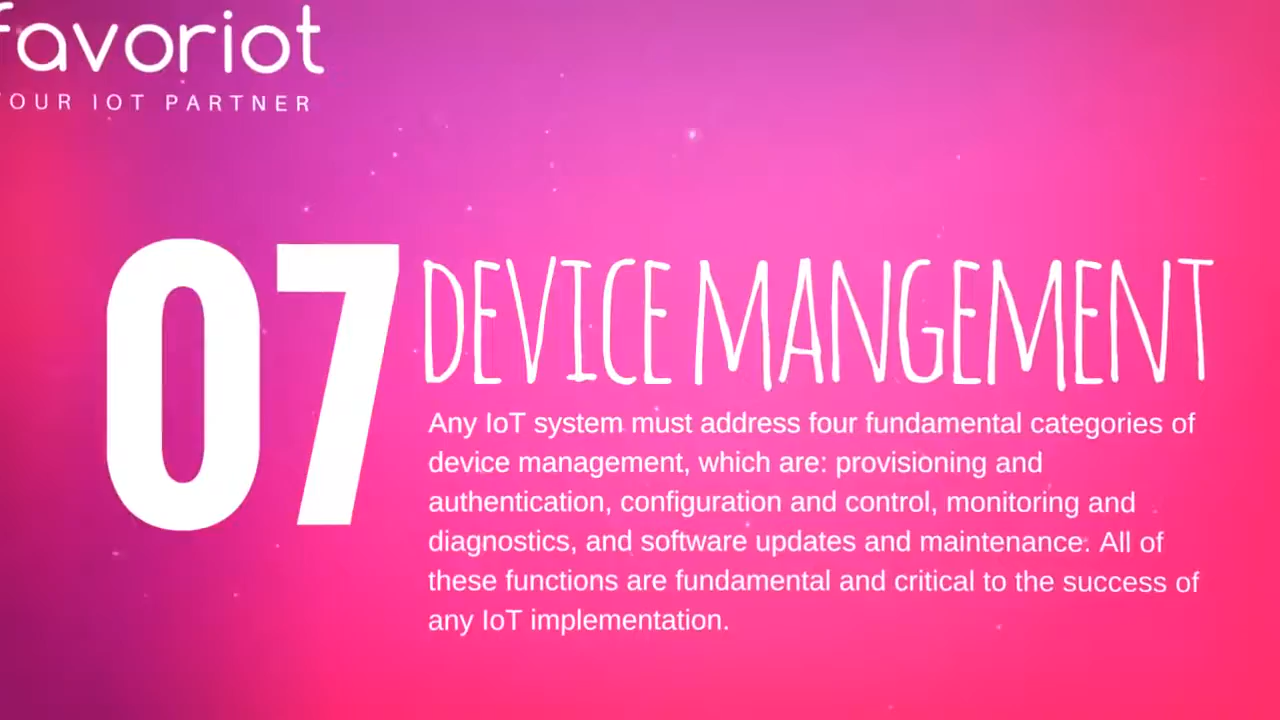 favoriot
YOUR IOT PARTNER
07
DEVICE MANGEMENT
Any IoT system must address four fundamental categories of
device management, which are: provisioning and
authentication, configuration and control, monitoring and
diagnostics, and software updates and maintenance. All of
these functions are fundamental and critical to the success of
any IoT implementation.